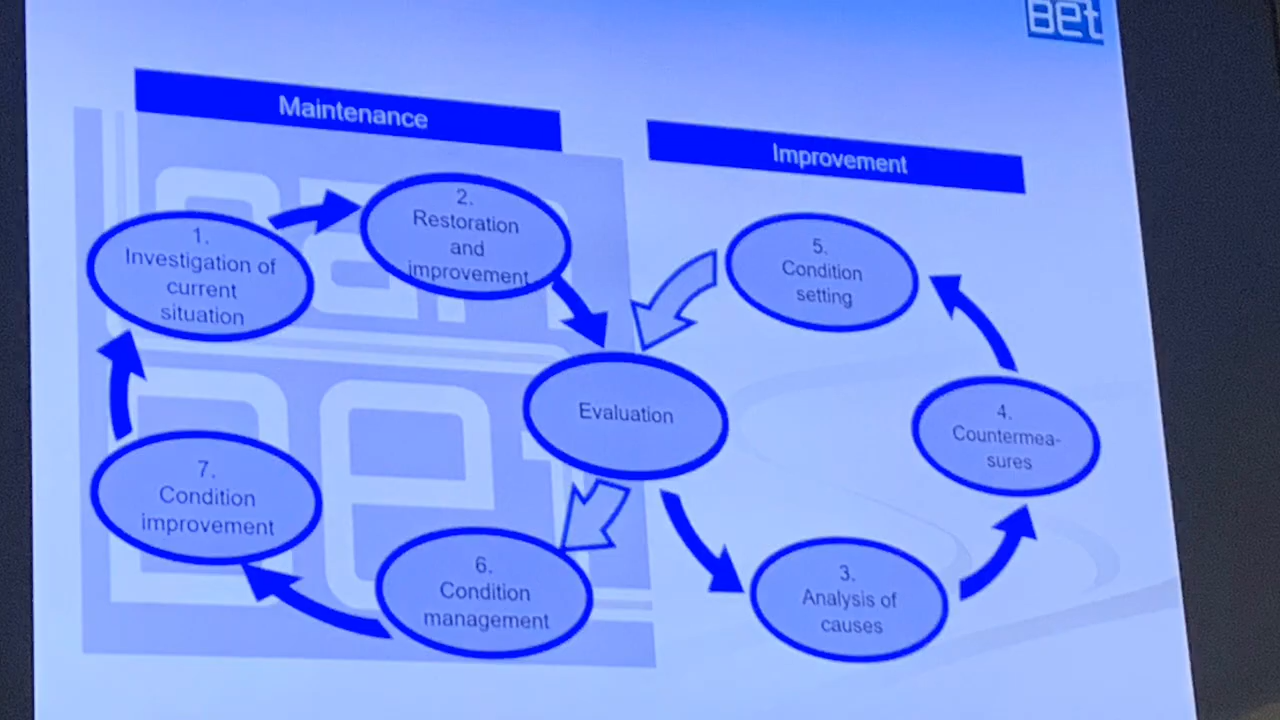 Bet
Maintenance
Improvement
1.
Investigation of
current
situation
2.
Restoration
and
improvement
Evaluation
5.
Condition
setting
4.
Countermea-
sures
3.
Analysis of
causes
6.
Condition
management
7.
Condition
improvement